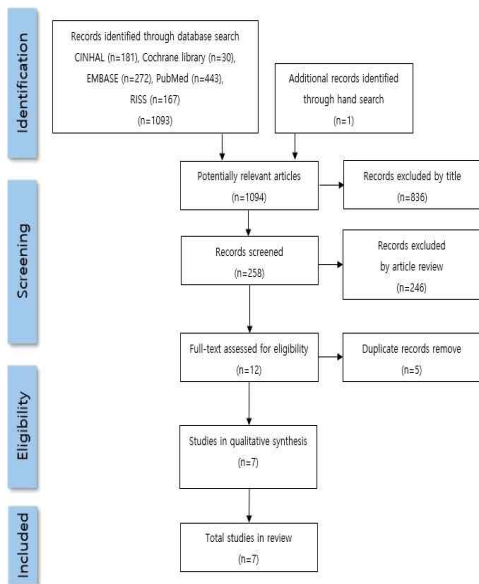 Identification
Records identified through database search
CINHAL (n=181), Cochrane library (n=30),
EMBASE (n=272), PubMed (n=443),
RISS (n=167)
(n=1093)
Additional records identified
through hand search
(n=1)
Screening
Potentially relevant articles
(n=1094)
Records excluded by title
(n=836)
Records screened
(n=258)
Records excluded
by article review
(n=246)
Full-text assessed for eligibility
(n=12)
Duplicate records remove
(n=5)
Eligibility
Studies in qualitative synthesis
(n=7)
Included
Total studies in review
(n=7)